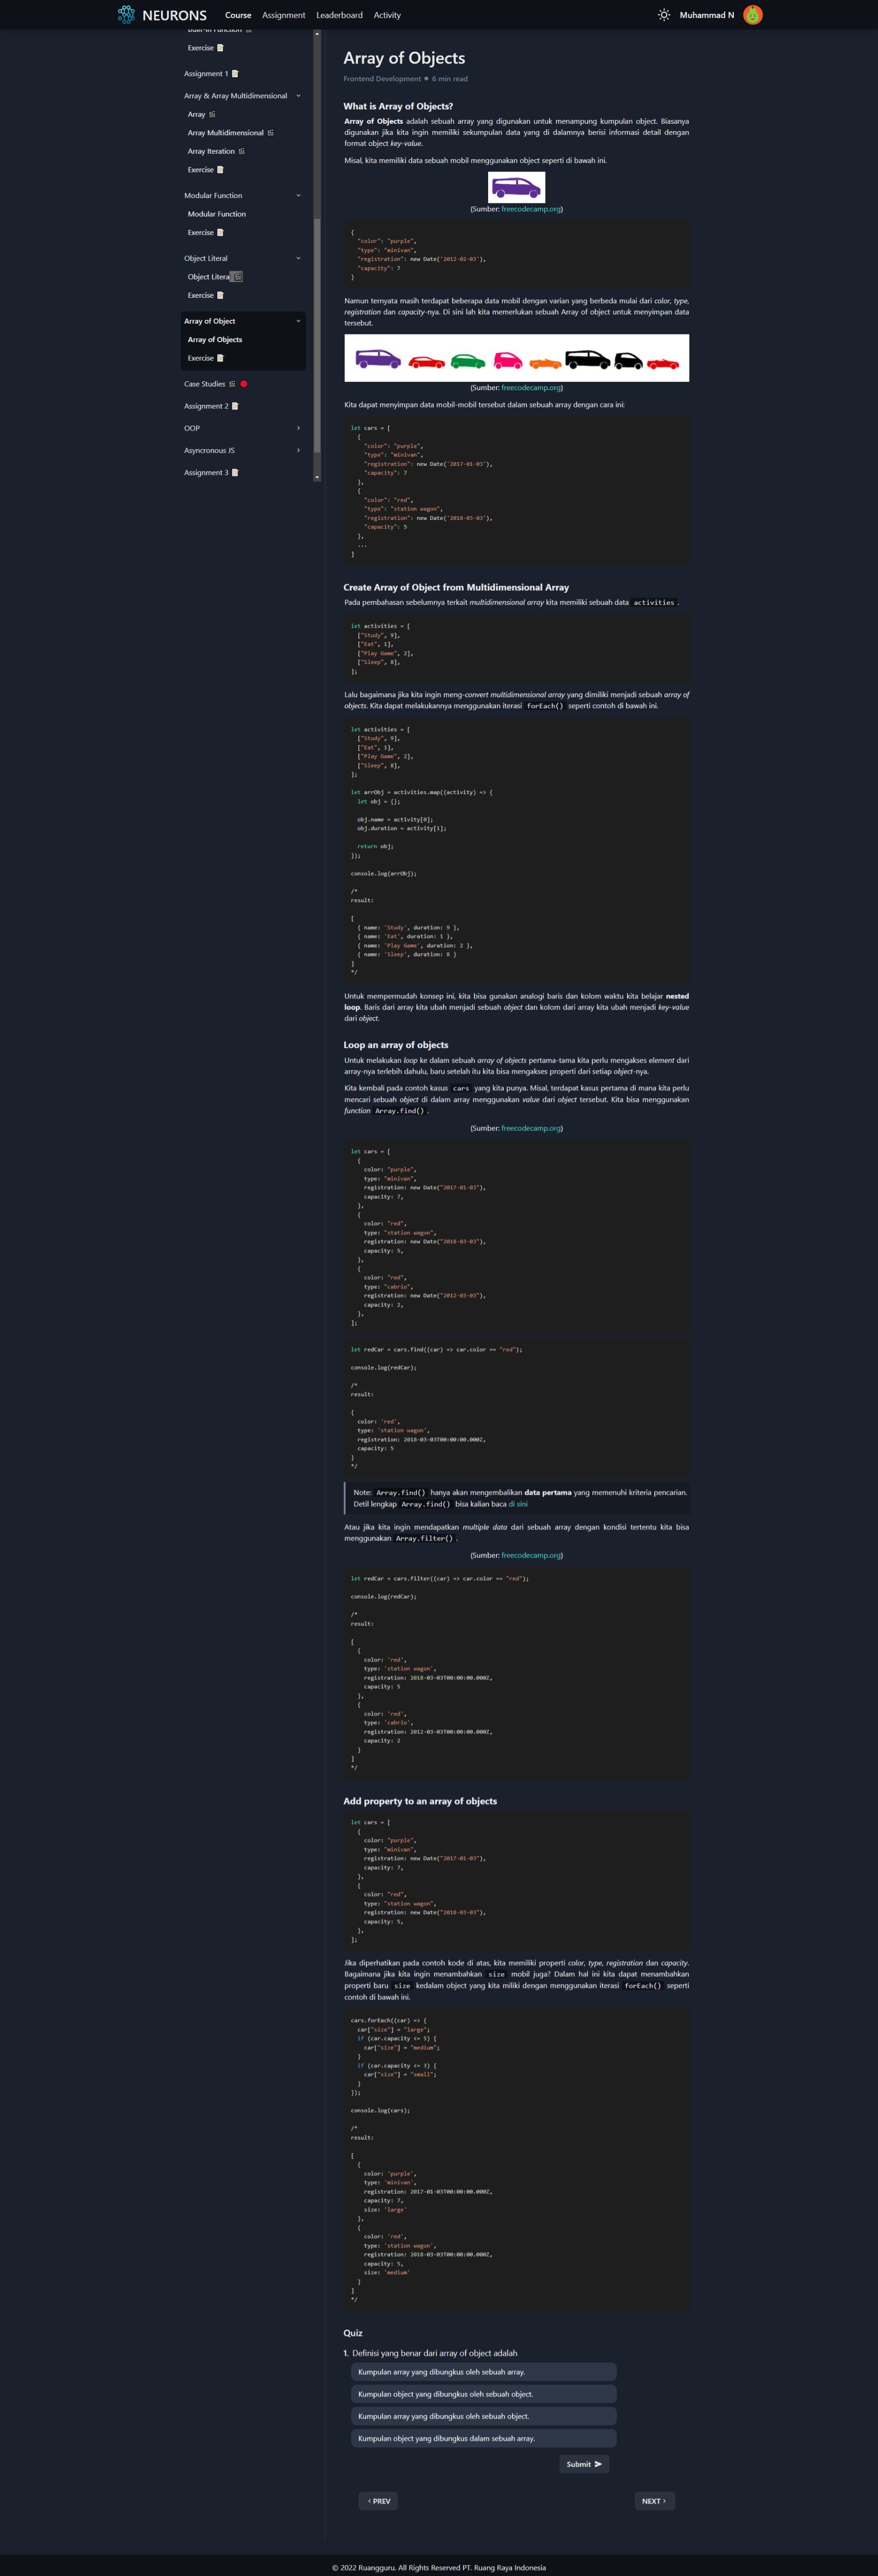 NEURONS
Course Assignment Leaderboard Activity
Muhammad N
Exercise
Assignment 1
Array & Array Multidimensional
Array
Array Multidimensional
Array Iteration
Exercise
Modular Function
Modular Function
Exercise
Object Literal
Object Litera
Exercise
Array of Object
Array of Objects
Exercise
Case Studies
Assignment 2
OOP
Asyncronous JS
Assignment 3
Array of Objects
Frontend Development • 6 min read
What is Array of Objects?
Array of Objects adalah sebuah array yang digunakan untuk menampung kumpulan object. Biasanya
digunakan jika kita ingin memiliki sekumpulan data yang di dalamnya berisi informasi detail dengan
format object key-value.
Misal, kita memiliki data sebuah mobil menggunakan object seperti di bawah ini.
(Sumber: freecodecamp.org)
{
"color": "purple",
"type": "minivan",
"registration": new Date('2012-02-03'),
"capacity": 7
}
Namun ternyata masih terdapat beberapa data mobil dengan varian yang berbeda mulai dari color, type,
registration dan capacity-nya. Di sini lah kita memerlukan sebuah Array of object untuk menyimpan data
tersebut.
(Sumber: freecodecamp.org)
Kita dapat menyimpan data mobil-mobil tersebut dalam sebuah array dengan cara ini:
let cars = [
{
"color": "purple",
"type": "minivan",
"registration": new Date('2017-01-03'),
"capacity": 7
},
{
"color": "red",
"type": "station wagon",
"registration": new Date('2018-03-03'),
"capacity": 5
},
...
]
Create Array of Object from Multidimensional Array
Pada pembahasan sebelumnya terkait multidimensional array kita memiliki sebuah data activities .
let activities = [
["Study", 9],
["Eat", 1],
["Play Game", 2],
["Sleep", 8],
];
Lalu bagaimana jika kita ingin meng-convert multidimensional array yang dimiliki menjadi sebuah array of
objects. Kita dapat melakukannya menggunakan iterasi forEach() seperti contoh di bawah ini.
let activities = [
["Study", 9],
["Eat", 1],
["Play Game", 2],
["Sleep", 8],
];
let arrObj = activities.map((activity) => {
let obj = {};
obj.name = activity[0];
obj.duration = activity[1];
return obj;
});
console.log(arrObj);
/*
result:
[
{ name: 'Study', duration: 9 },
{ name: 'Eat', duration: 1 },
{ name: 'Play Game', duration: 2 },
{ name: 'Sleep', duration: 8 }
]
*/
Untuk mempermudah konsep ini, kita bisa gunakan analogi baris dan kolom waktu kita belajar nested
loop. Baris dari array kita ubah menjadi sebuah object dan kolom dari array kita ubah menjadi key-value
dari object.
Loop an array of objects
Untuk melakukan loop ke dalam sebuah array of objects pertama-tama kita perlu mengakses element dari
array-nya terlebih dahulu, baru setelah itu kita bisa mengakses properti dari setiap object-nya.
Kita kembali pada contoh kasus cars yang kita punya. Misal, terdapat kasus pertama di mana kita perlu
mencari sebuah object di dalam array menggunakan value dari object tersebut. Kita bisa menggunakan
function Array.find() .
(Sumber: freecodecamp.org)
let cars = [
{
color: "purple",
type: "minivan",
registration: new Date("2017-01-03"),
capacity: 7,
},
{
color: "red",
type: "station wagon",
registration: new Date("2018-03-03"),
capacity: 5,
},
{
color: "red",
type: "cabrio",
registration: new Date("2012-03-03"),
capacity: 2,
},
];
let redCar = cars.find((car) => car.color == "red");
console.log(redCar);
/*
result:
{
color: 'red',
type: 'station wagon',
registration: 2018-03-03T00:00:00.000Z,
capacity: 5
}
*/
Note: Array.find() hanya akan mengembalikan data pertama yang memenuhi kriteria pencarian.
Detil lengkap Array.find() bisa kalian baca di sini
Atau jika kita ingin mendapatkan multiple data dari sebuah array dengan kondisi tertentu kita bisa
menggunakan Array.filter() .
(Sumber: freecodecamp.org)
let redCar = cars.filter((car) => car.color == "red");
console.log(redCar);
/*
result:
[
{
color: 'red',
type: 'station wagon',
registration: 2018-03-03T00:00:00.000Z,
capacity: 5
},
{
color: 'red',
type: 'cabrio',
registration: 2012-03-03T00:00:00.000Z,
capacity: 2
}
]
*/
Add property to an array of objects
let cars = [
{
color: "purple",
type: "minivan",
registration: new Date("2017-01-03"),
capacity: 7,
},
{
color: "red",
type: "station wagon",
registration: new Date("2018-03-03"),
capacity: 5,
},
];
Jika diperhatikan pada contoh kode di atas, kita memiliki properti color, type, registration dan capacity.
Bagaimana jika kita ingin menambahkan size mobil juga? Dalam hal ini kita dapat menambahkan
properti baru size kedalam object yang kita miliki dengan menggunakan iterasi forEach() seperti
contoh di bawah ini.
cars.forEach((car) => {
car["size"] = "large";
if (car.capacity <= 5) {
car["size"] = "medium";
}
if (car.capacity <= 3) {
car["size"] = "small";
}
});
console.log(cars);
/*
result:
[
{
color: 'purple',
type: 'minivan',
registration: 2017-01-03T00:00:00.000Z,
capacity: 7,
size: 'large'
},
{
color: 'red',
type: 'station wagon',
registration: 2018-03-03T00:00:00.000Z,
capacity: 5,
size: 'medium'
}
]
*/
Quiz
1. Definisi yang benar dari array of object adalah
Kumpulan array yang dibungkus oleh sebuah array.
Kumpulan object yang dibungkus oleh sebuah object.
Kumpulan array yang dibungkus oleh sebuah object.
Kumpulan object yang dibungkus dalam sebuah array.
Submit
‹ PREV
NEXT ›
© 2022 Ruangguru. All Rights Reserved PT. Ruang Raya Indonesia